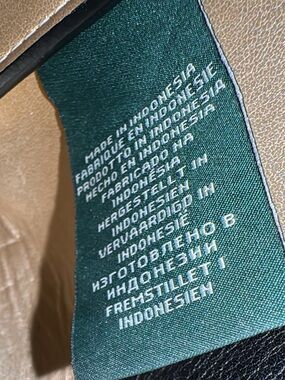 MADE IN INDONESIA
FABRIQUE EN INDONESIE
PRODOTTO IN INDONESIA
HECHO EN INDONESIA
FABRICADO NA
INDONESIA
HERGESTELLT IN
INDONESIEN
VERVAARDIGD IN
INDONESIE
ИЗГОТОВЛЕНО В
ИНДОНЕЗИИ
FREMSTILLET I
INDONESIEN